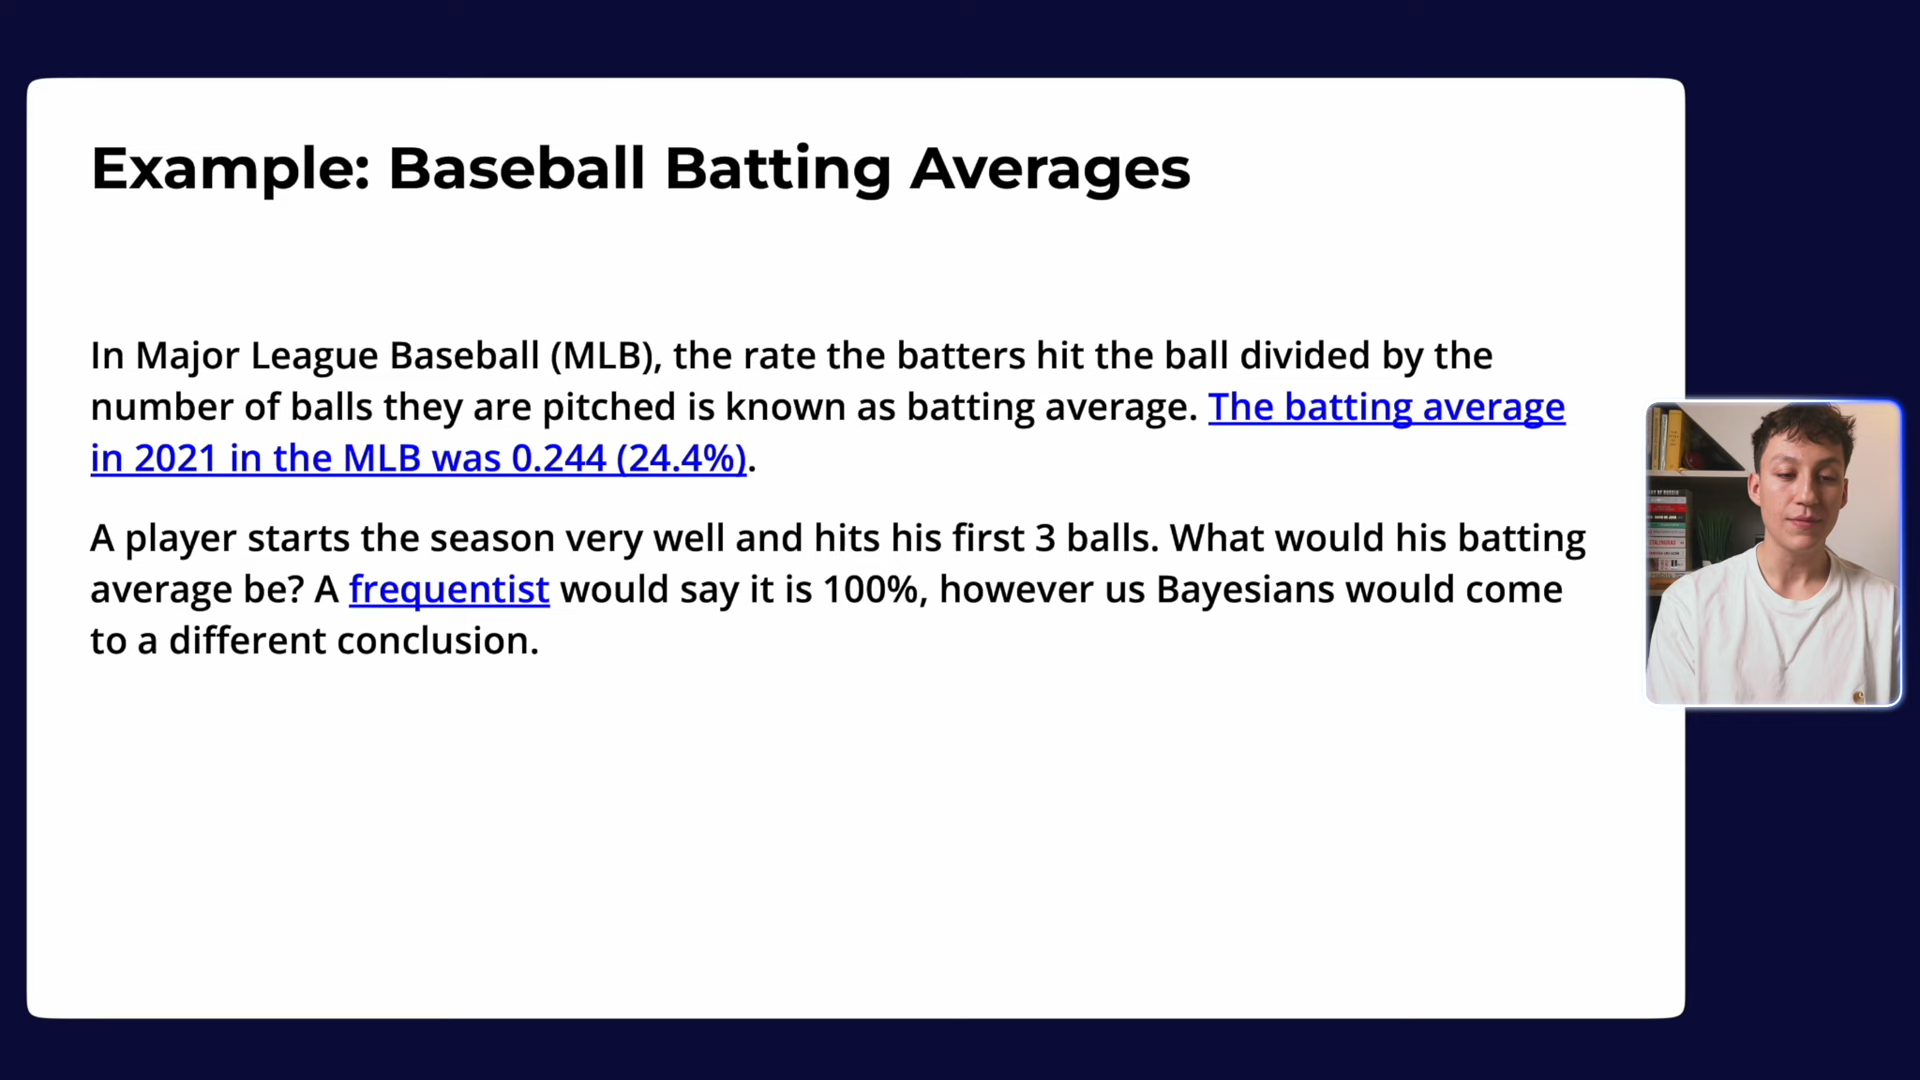 Example: Baseball Batting Averages
In Major League Baseball (MLB), the rate the batters hit the ball divided by the
number of balls they are pitched is known as batting average. The batting average
in 2021 in the MLB was 0.244 (24.4%).
A player starts the season very well and hits his first 3 balls. What would his batting
average be? A frequentist would say it is 100%, however us Bayesians would come
to a different conclusion.